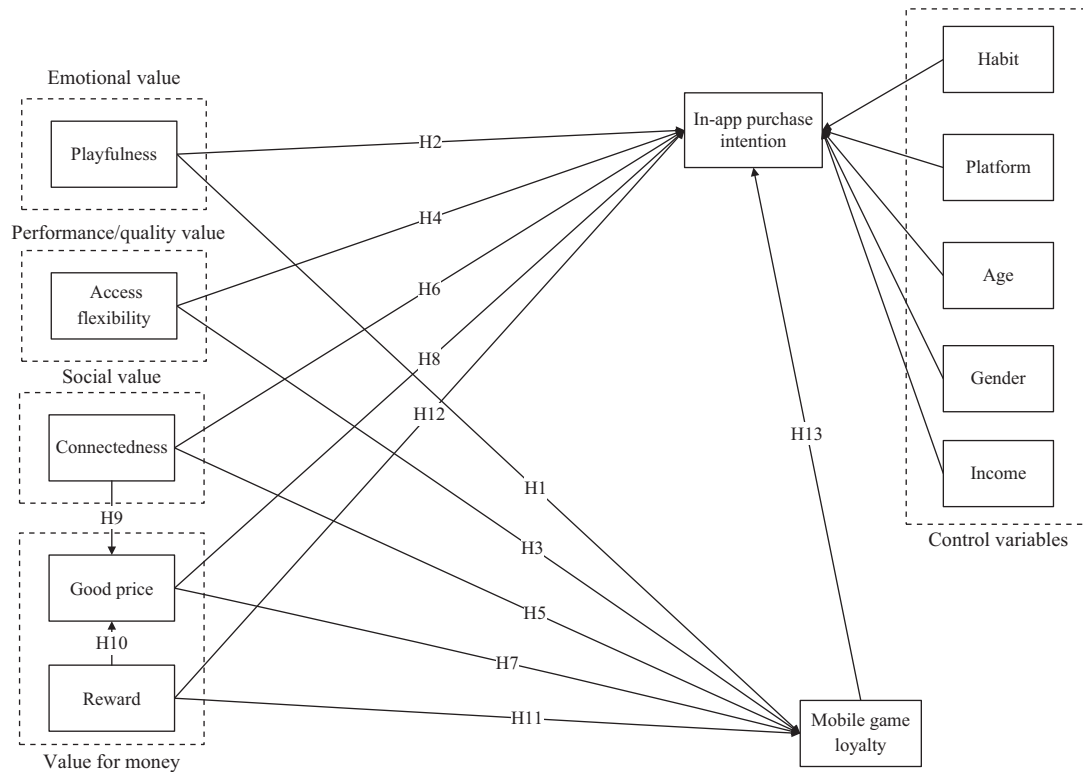 Emotional value
Playfulness
Performance/quality value
Access
flexibility
Social value
Connectedness
H9
Good price
H10
Reward
Value for money
H2
H4
H6
H8
H12
H1
H3
H5
H7
H11
H13
In-app purchase
intention
Mobile game
loyalty
Habit
Platform
Age
Gender
Income
Control variables